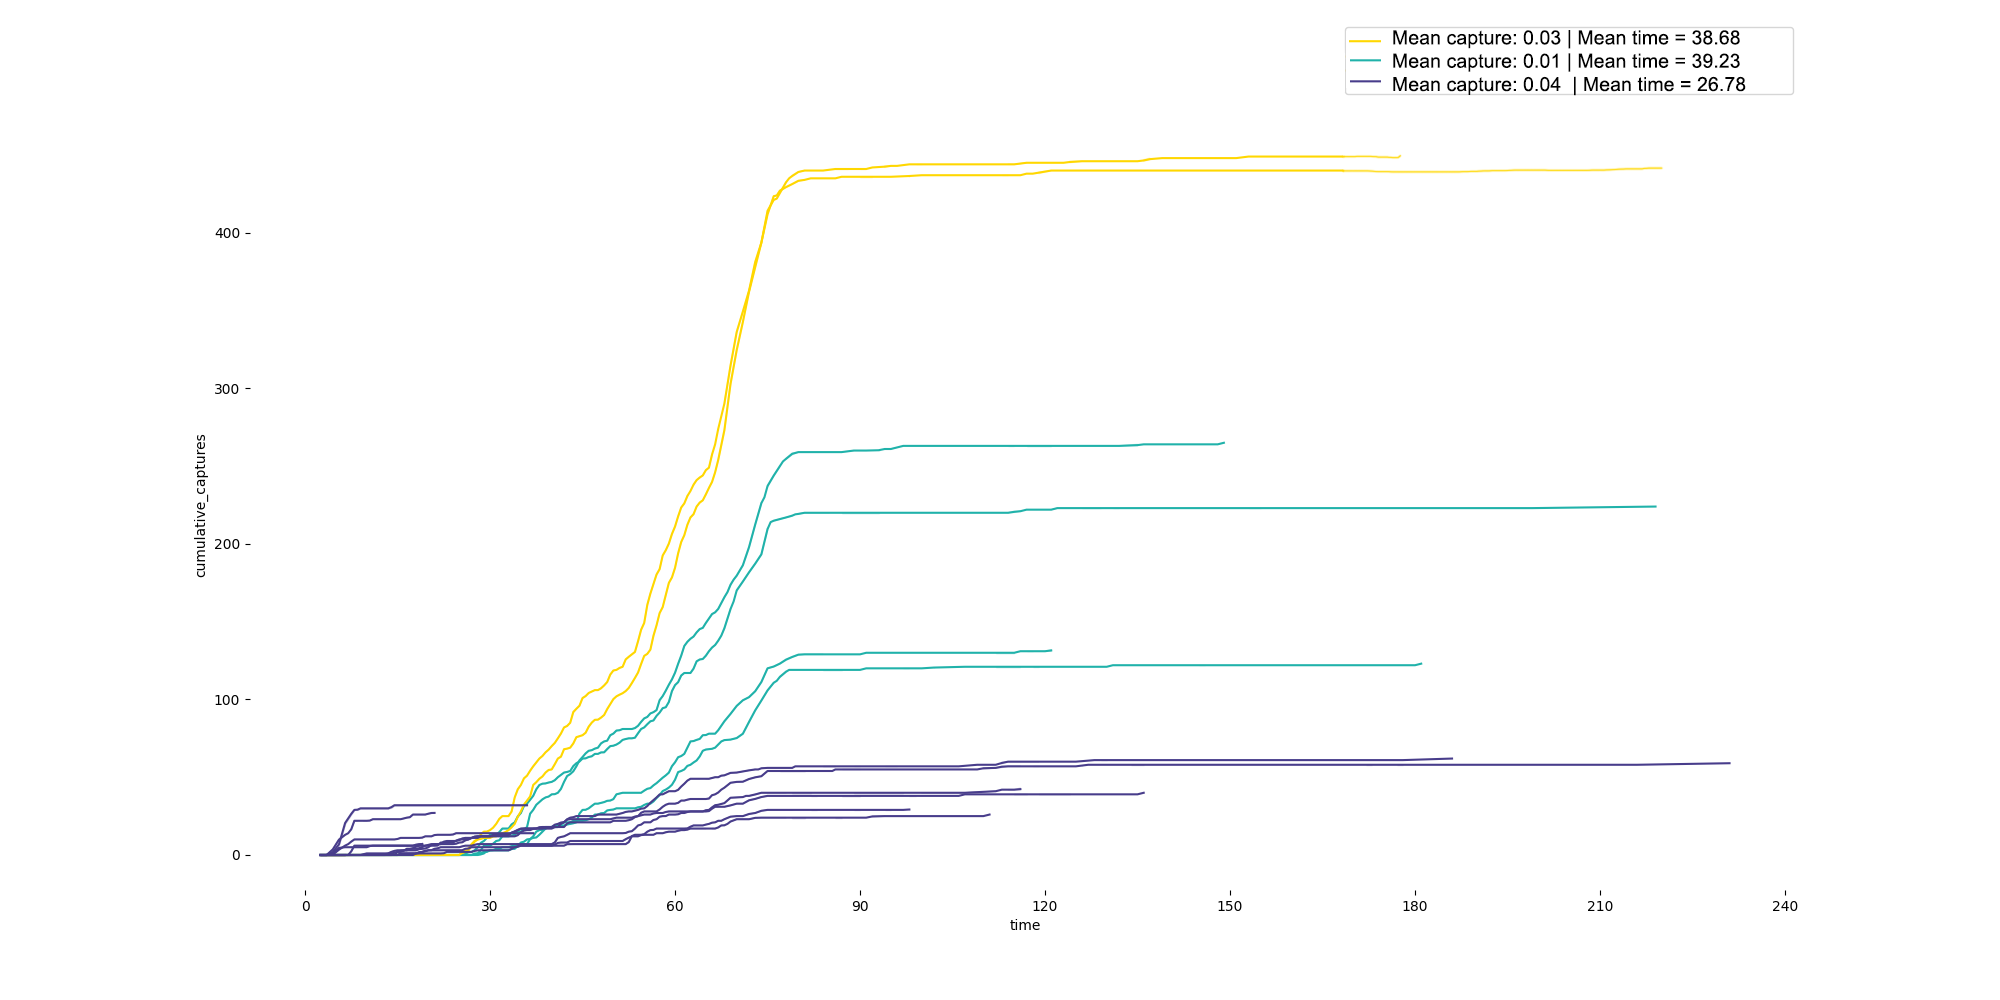 Mean capture: 0.03 | Mean time = 38.68
Mean capture: 0.01 | Mean time = 39.23
Mean capture: 0.04 | Mean time = 26.78
400
300
cumulative_captures
200
100
0
0 30 60 90 120 150 180 210 240
time